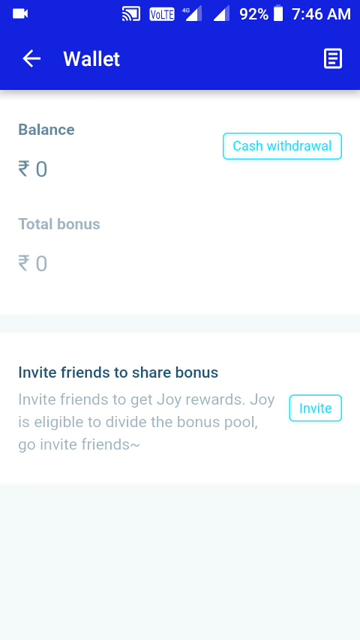 VoLTE 4G 92% 7:46 AM
Wallet
Balance
Cash withdrawal
₹ 0
Total bonus
₹ 0
Invite friends to share bonus
Invite friends to get Joy rewards. Joy
is eligible to divide the bonus pool,
go invite friends~
Invite